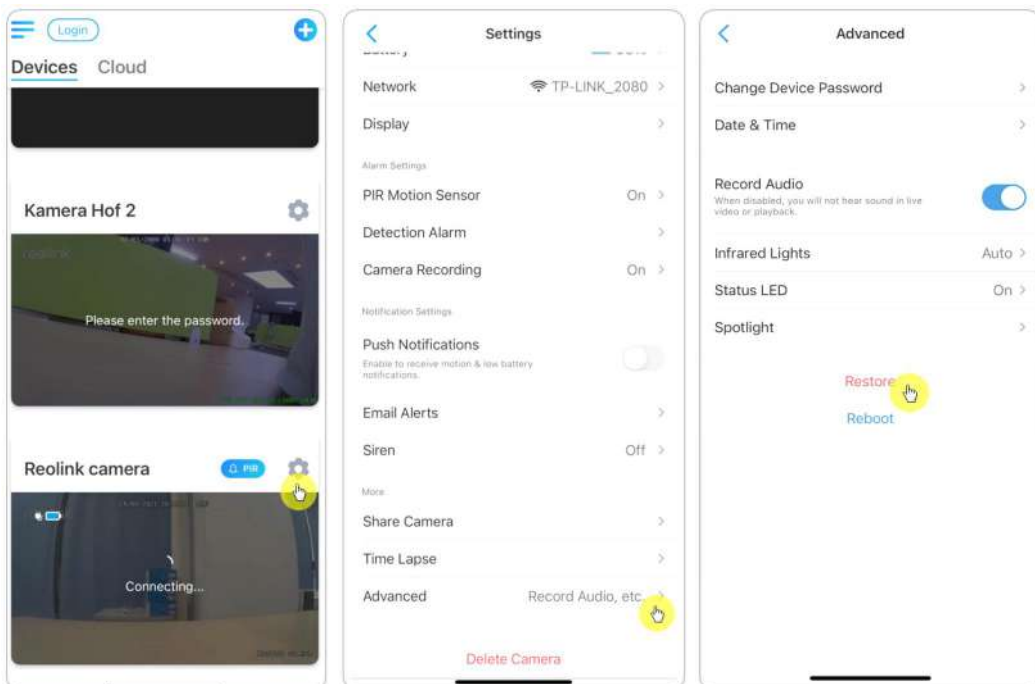 Login
Devices Cloud
Kamera Hof 2
reolink
Please enter the password.
Reolink camera PIR
Connecting...
Settings
Network TP-LINK_2080
Display
Alarm Settings
PIR Motion Sensor On
Detection Alarm
Camera Recording On
Notification Settings
Push Notifications
Enable to receive motion & low battery
notifications.
Email Alerts
Siren Off
More
Share Camera
Time Lapse
Advanced Record Audio, etc.
Delete Camera
Advanced
Change Device Password
Date & Time
Record Audio
When disabled, you will not hear sound in live
video or playback.
Infrared Lights Auto
Status LED On
Spotlight
Restore
Reboot